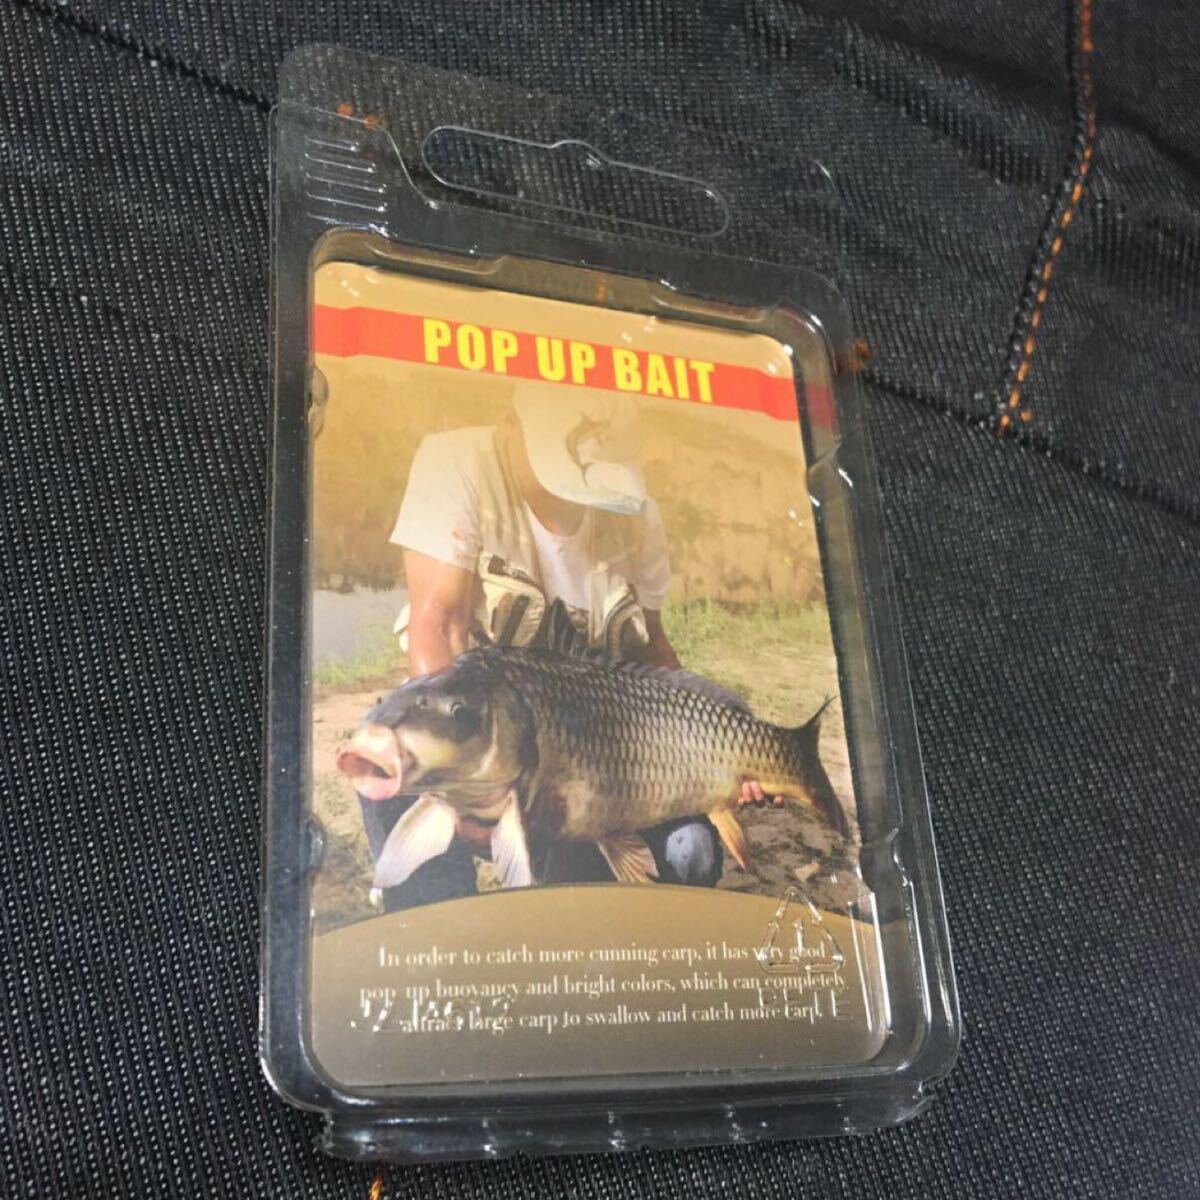 POP UP BAIT
In order to catch more cunning carp, it has very good
pop up buoyancy and bright colors, which can completely
attract large carp to swallow and catch more carp.
1
PETE